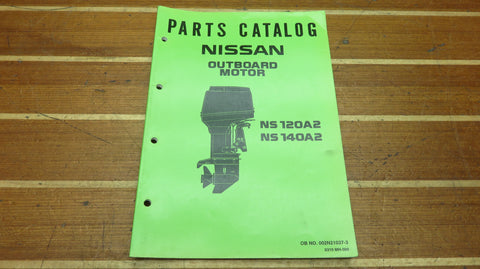 PARTS CATALOG
NISSAN
OUTBOARD
MOTOR
NS 120A2
NS 140A2
OB NO. 002N21037-3